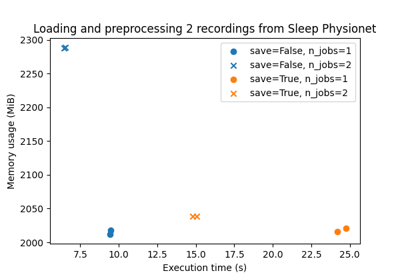 Loading and preprocessing 2 recordings from Sleep Physionet
save=False, n_jobs=1
save=False, n_jobs=2
save=True, n_jobs=1
save=True, n_jobs=2
Memory usage (MiB)
2300
2250
2200
2150
2100
2050
2000
7.5 10.0 12.5 15.0 17.5 20.0 22.5 25.0
Execution time (s)